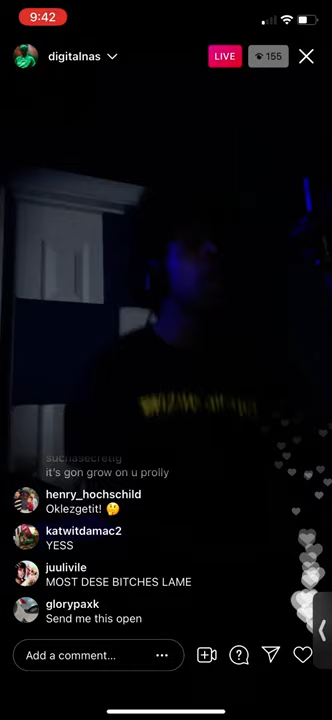 9:42
digitalnas
LIVE
155
suchasecretig
it's gon grow on u prolly
henry_hochschild
Oklezgetit! 🤔
katwitdamac2
YESS
juulivile
MOST DESE BITCHES LAME
glorypaxk
Send me this open
Add a comment...